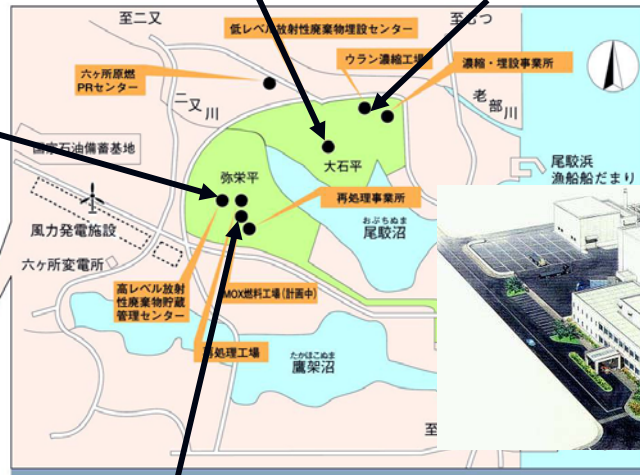 至二又
低レベル放射性廃棄物埋設センター
ウラン濃縮工場
濃縮・埋設事業所
六ヶ所原燃
PRセンター
二又川
老部川
国家石油備蓄基地
大石平
尾駮浜
漁船船だまり
弥栄平
再処理事業所
おぶちぬま
尾駮沼
風力発電施設
六ヶ所変電所
高レベル放射
性廃棄物貯蔵
管理センター
MOX燃料工場(計画中)
再処理工場
たかほこぬま
鷹架沼
至